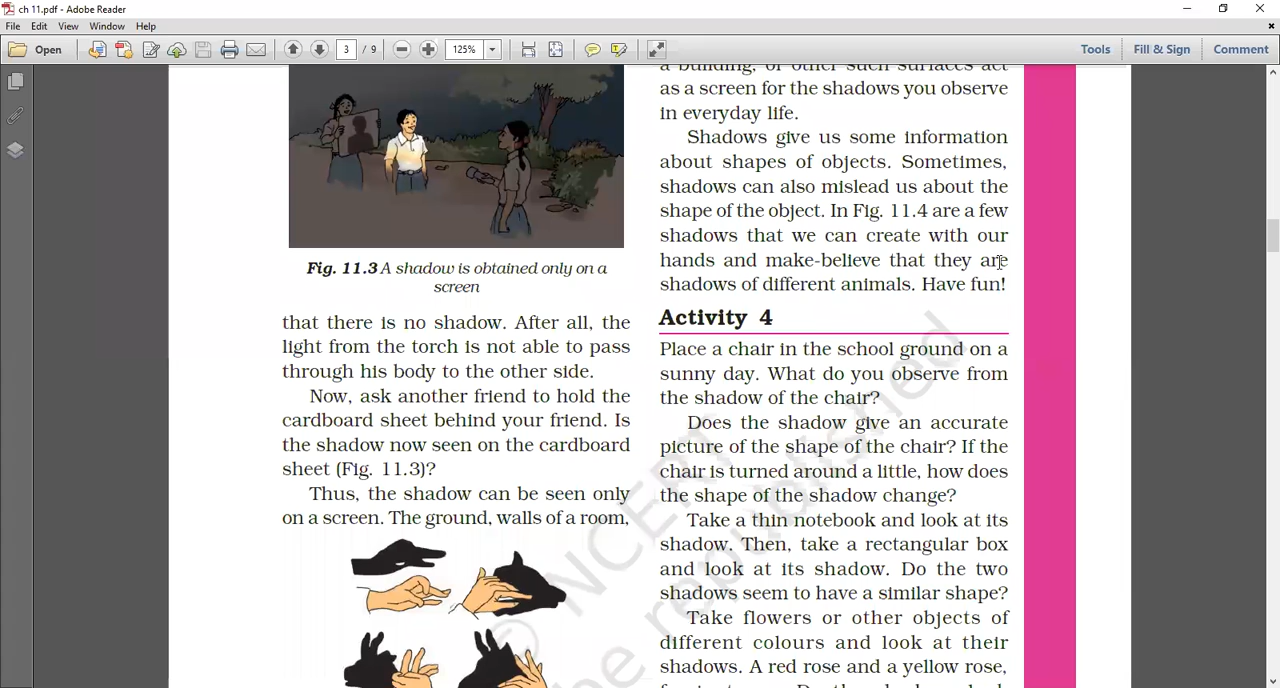 ch 11.pdf - Adobe Reader
File Edit View Window Help
Open 3 / 9 125% Tools Fill & Sign Comment
Fig. 11.3 A shadow is obtained only on a
screen
that there is no shadow. After all, the
light from the torch is not able to pass
through his body to the other side.
Now, ask another friend to hold the
cardboard sheet behind your friend. Is
the shadow now seen on the cardboard
sheet (Fig. 11.3)?
Thus, the shadow can be seen only
on a screen. The ground, walls of a room,
a building, or other such surfaces act
as a screen for the shadows you observe
in everyday life.
Shadows give us some information
about shapes of objects. Sometimes,
shadows can also mislead us about the
shape of the object. In Fig. 11.4 are a few
shadows that we can create with our
hands and make-believe that they are
shadows of different animals. Have fun!
Activity 4
Place a chair in the school ground on a
sunny day. What do you observe from
the shadow of the chair?
Does the shadow give an accurate
picture of the shape of the chair? If the
chair is turned around a little, how does
the shape of the shadow change?
Take a thin notebook and look at its
shadow. Then, take a rectangular box
and look at its shadow. Do the two
shadows seem to have a similar shape?
Take flowers or other objects of
different colours and look at their
shadows. A red rose and a yellow rose,
© NCERT
be republished